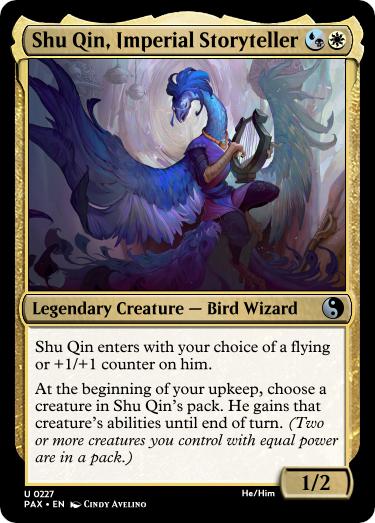 Shu Qin, Imperial Storyteller
Legendary Creature — Bird Wizard
Shu Qin enters with your choice of a flying
or +1/+1 counter on him.
At the beginning of your upkeep, choose a
creature in Shu Qin's pack. He gains that
creature's abilities until end of turn. (Two
or more creatures you control with equal power
are in a pack.)
1/2
U 0227
He/Him
PAX • EN Cindy Avelino